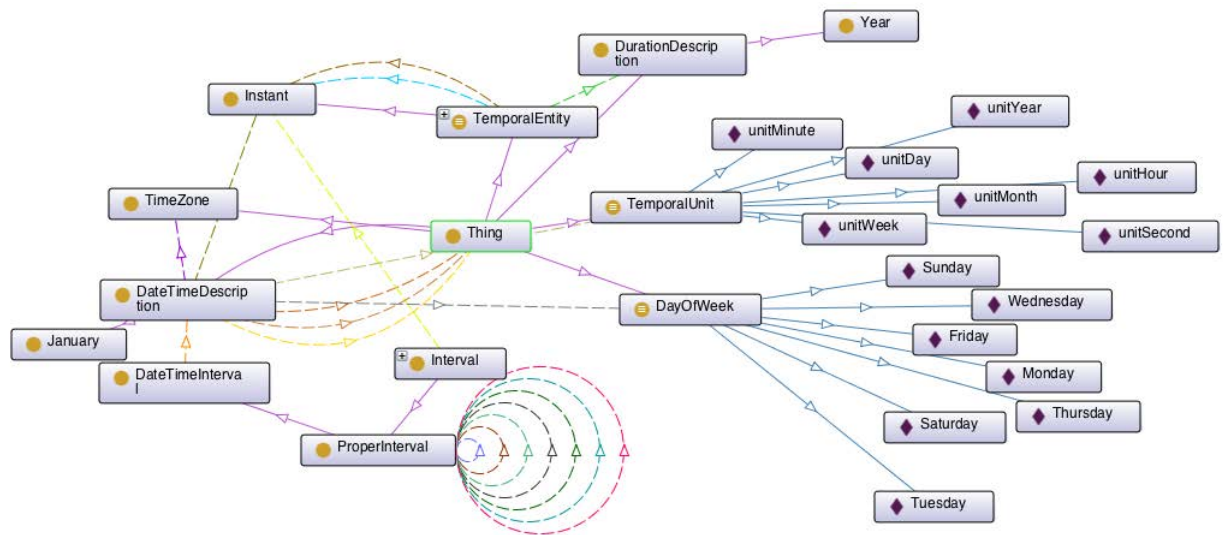 Year
DurationDescrip
tion
Instant
TemporalEntity
unitYear
unitMinute
unitDay
unitHour
TimeZone
TemporalUnit
unitMonth
unitWeek
unitSecond
Thing
Sunday
DateTimeDescrip
tion
DayOfWeek
Wednesday
January
Friday
Interval
DateTimeInterva
l
Monday
Thursday
Saturday
ProperInterval
Tuesday